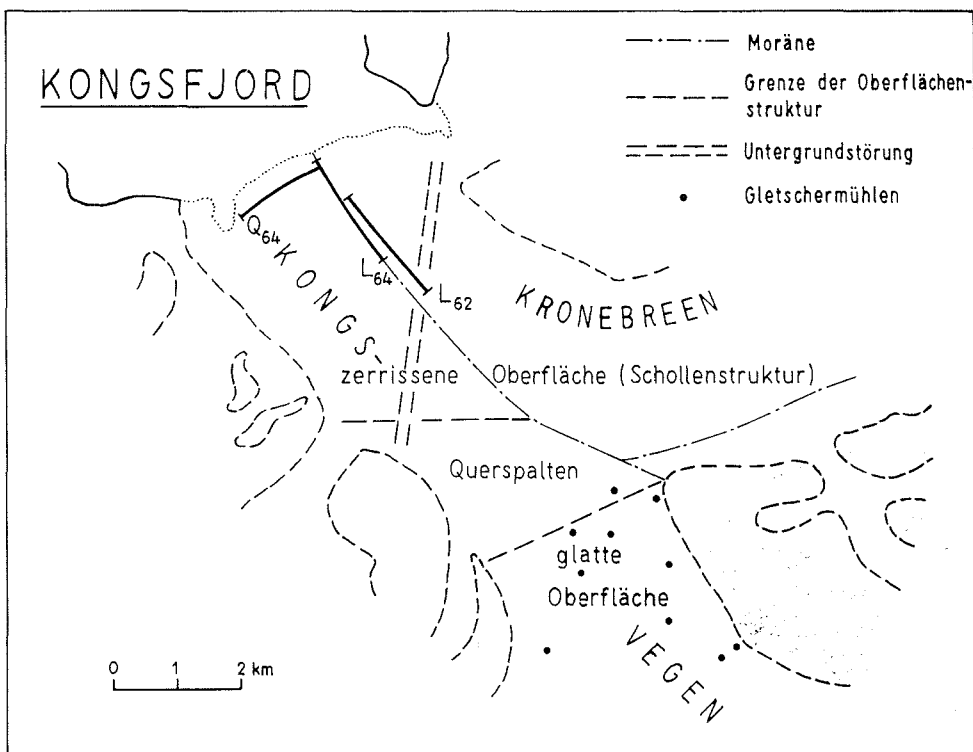 KONGSFJORD
Moräne
Grenze der Oberflächen-
struktur
Untergrundstörung
Gletschermühlen
Q64
L64
L62
KONGS-
KRONEBREEN
zerrissene Oberfläche (Schollenstruktur)
Querspalten
glatte
Oberfläche
VEGEN
0 1 2 km